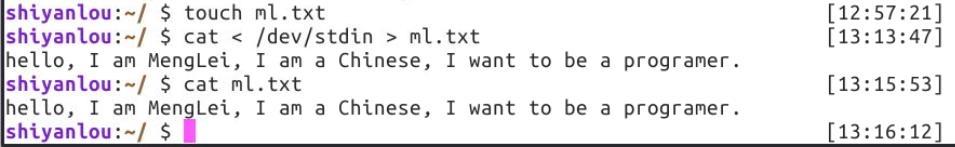 shiyanlou:~/ $ touch ml.txt [12:57:21]
shiyanlou:~/ $ cat < /dev/stdin > ml.txt [13:13:47]
hello, I am MengLei, I am a Chinese, I want to be a programer.
shiyanlou:~/ $ cat ml.txt [13:15:53]
hello, I am MengLei, I am a Chinese, I want to be a programer.
shiyanlou:~/ $ [13:16:12]